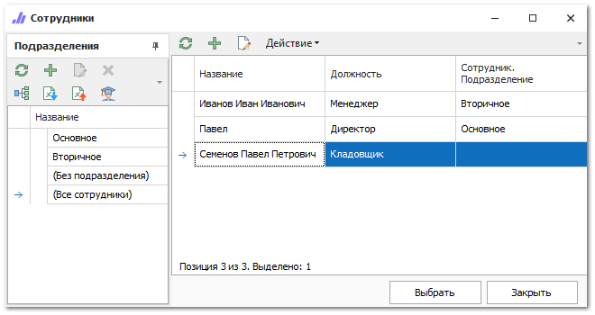 Сотрудники
Подразделения
Название
Основное
Вторичное
(Без подразделения)
(Все сотрудники)
Действие
Название Должность Сотрудник. Подразделение
Иванов Иван Иванович Менеджер Вторичное
Павел Директор Основное
Семенов Павел Петрович Кладовщик
Позиция 3 из 3. Выделено: 1
Выбрать Закрыть